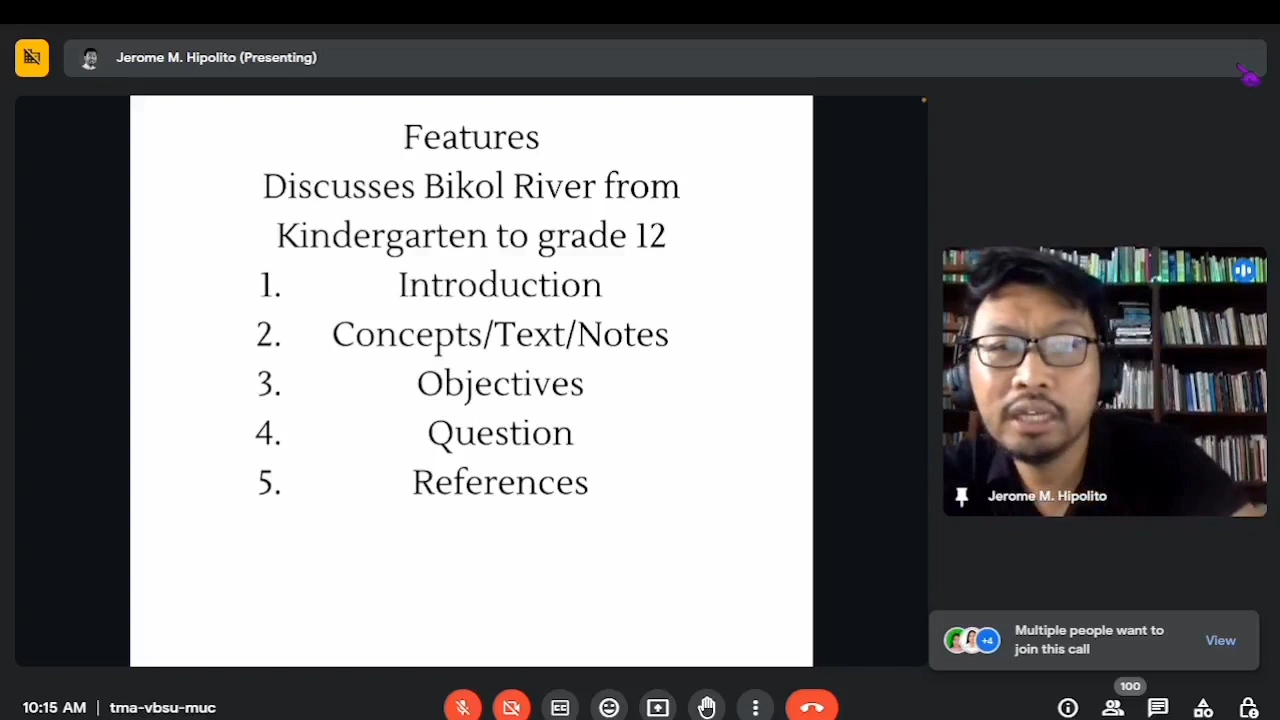 Jerome M. Hipolito (Presenting)
Features
Discusses Bikol River from
Kindergarten to grade 12
1. Introduction
2. Concepts/Text/Notes
3. Objectives
4. Question
5. References
Jerome M. Hipolito
+4
Multiple people want to
join this call
View
100
10:15 AM | tma-vbsu-muc